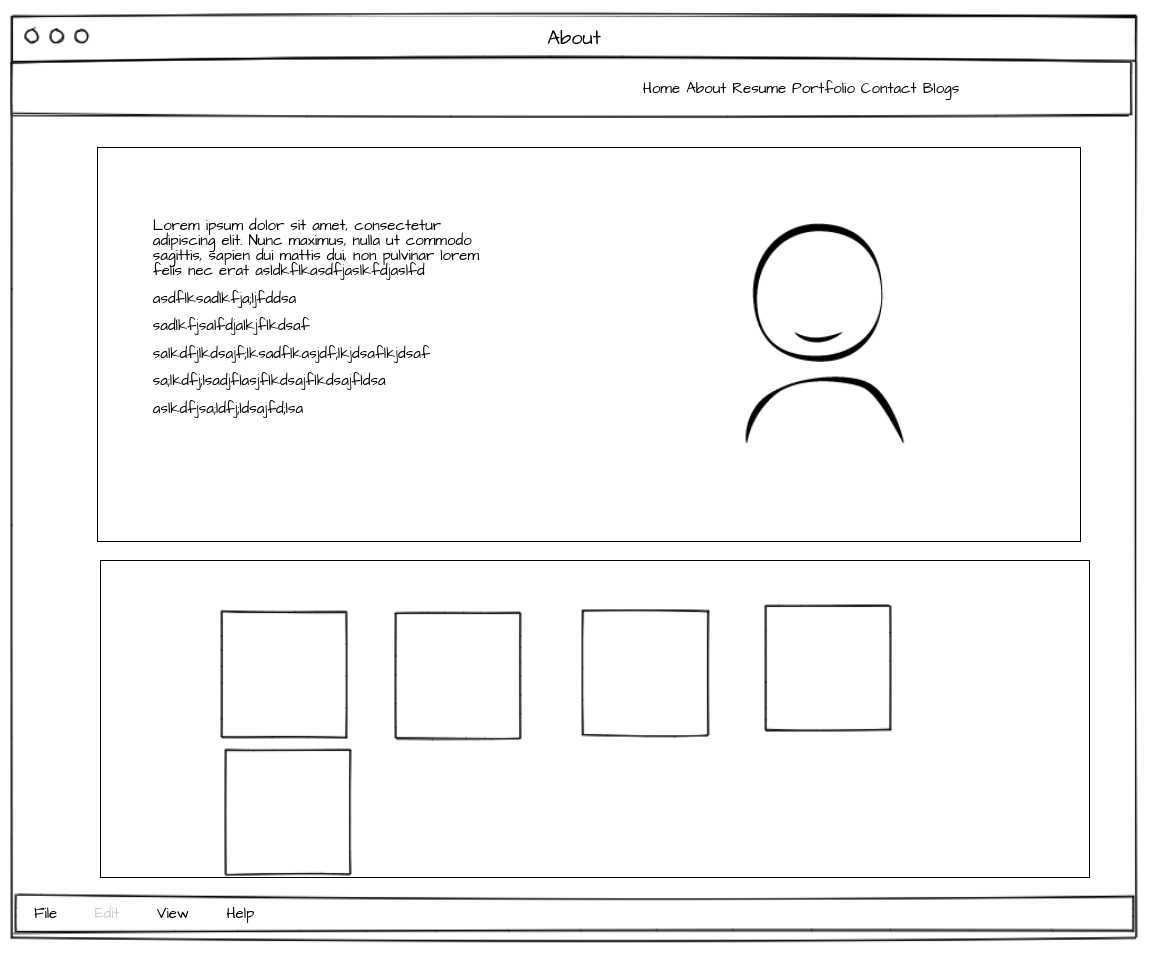 About
Home About Resume Portfolio Contact Blogs
Lorem ipsum dolor sit amet, consectetur
adipiscing elit. Nunc maximus, nulla ut commodo
sagittis, sapien dui mattis dui, non pulvinar lorem
felis nec erat asldkflkasdfjaslkfdjaslfd
asdflksadlkfja;ljfddsa
sadlkfjsalfdjalkjflkdsaf
salkdfjlkdsajf;lksadflkasjdf;lkjdsaflkjdsaf
sa;lkdfj;lsadjflasjflkdsajflkdsajfldsa
aslkdfjsa;ldfj;ldsajfd;lsa
File Edit View Help